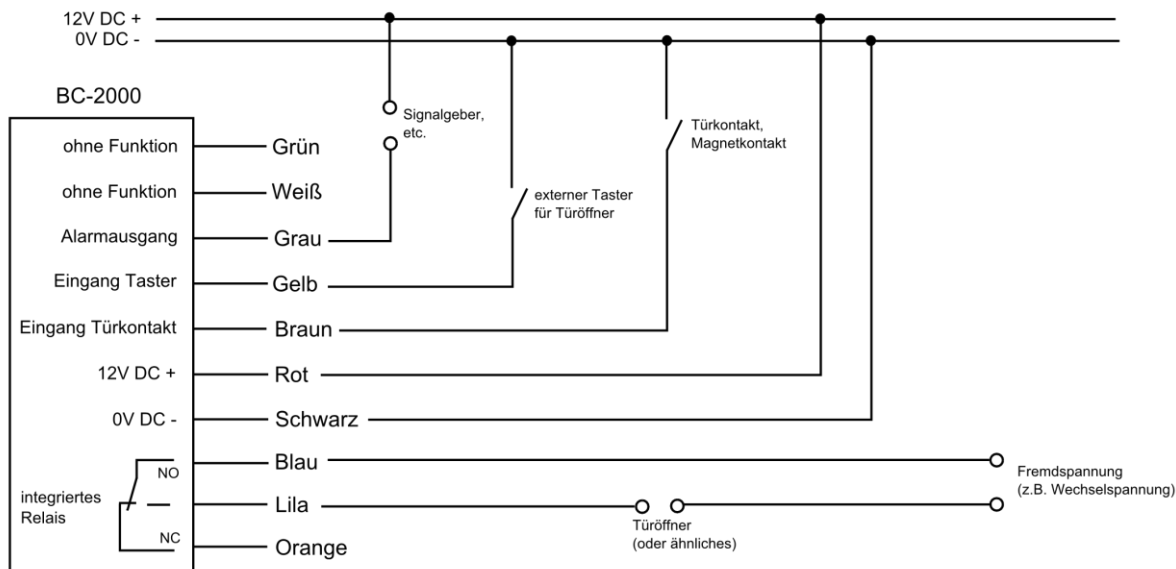 12V DC +
0V DC -
BC-2000
Signalgeber,
etc.
Türkontakt,
Magnetkontakt
ohne Funktion
Grün
ohne Funktion
Weiß
externer Taster
für Türöffner
Alarmausgang
Grau
Eingang Taster
Gelb
Eingang Türkontakt
Braun
12V DC +
Rot
0V DC -
Schwarz
Blau
NO
Fremdspannung
(z.B. Wechselspannung)
integriertes
Relais
Lila
Türöffner
(oder ähnliches)
NC
Orange